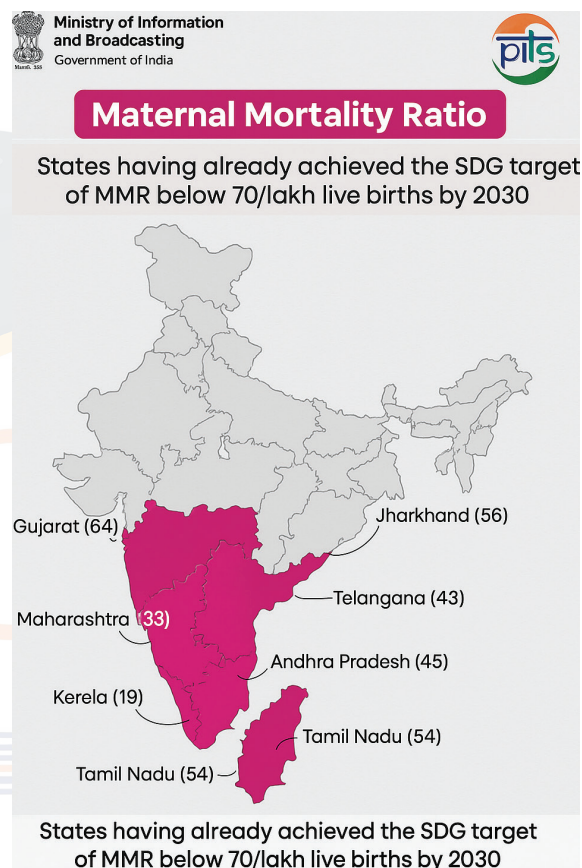 Ministry of Information
and Broadcasting
Government of India
pits
Maternal Mortality Ratio
States having already achieved the SDG target
of MMR below 70/lakh live births by 2030
Gujarat (64)
Jharkhand (56)
Telangana (43)
Maharashtra (33)
Andhra Pradesh (45)
Kerela (19)
Tamil Nadu (54)
Tamil Nadu (54)
States having already achieved the SDG target
of MMR below 70/lakh live births by 2030